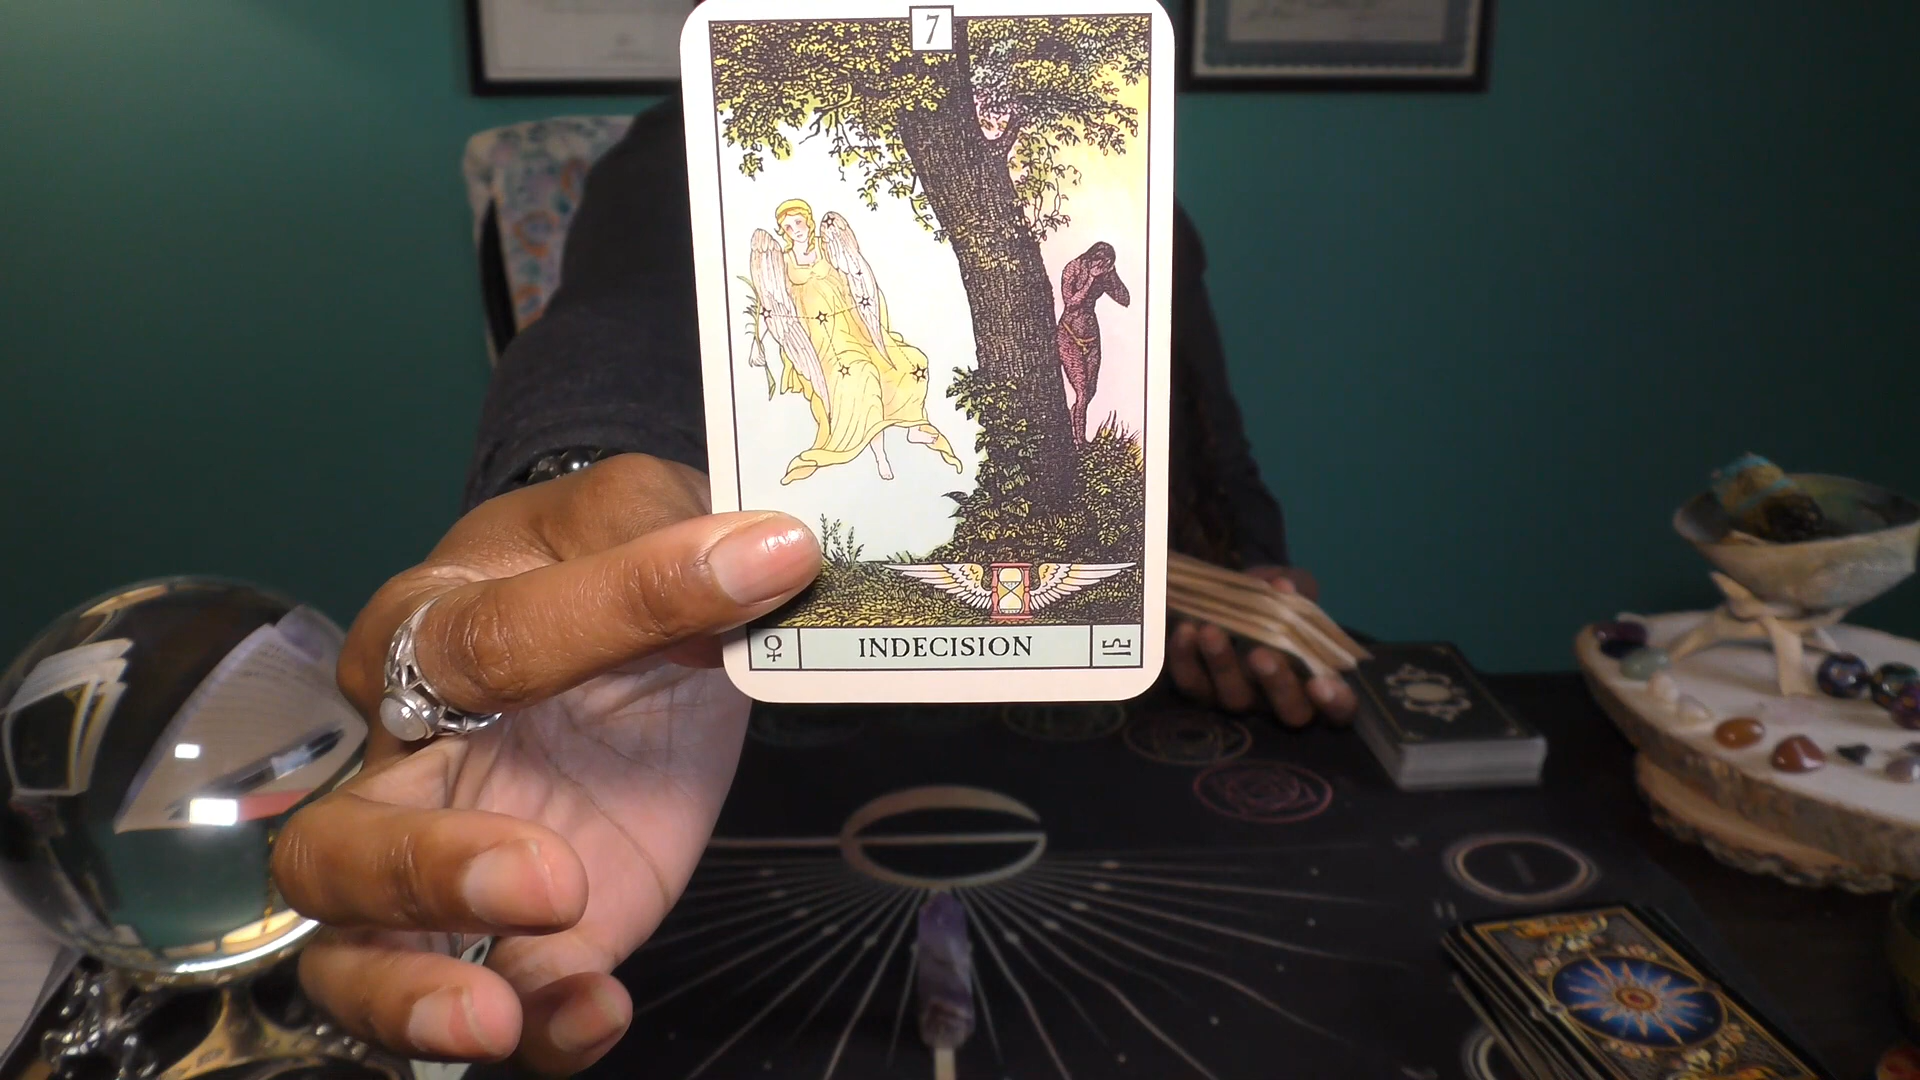 7
♀ INDECISION ♎